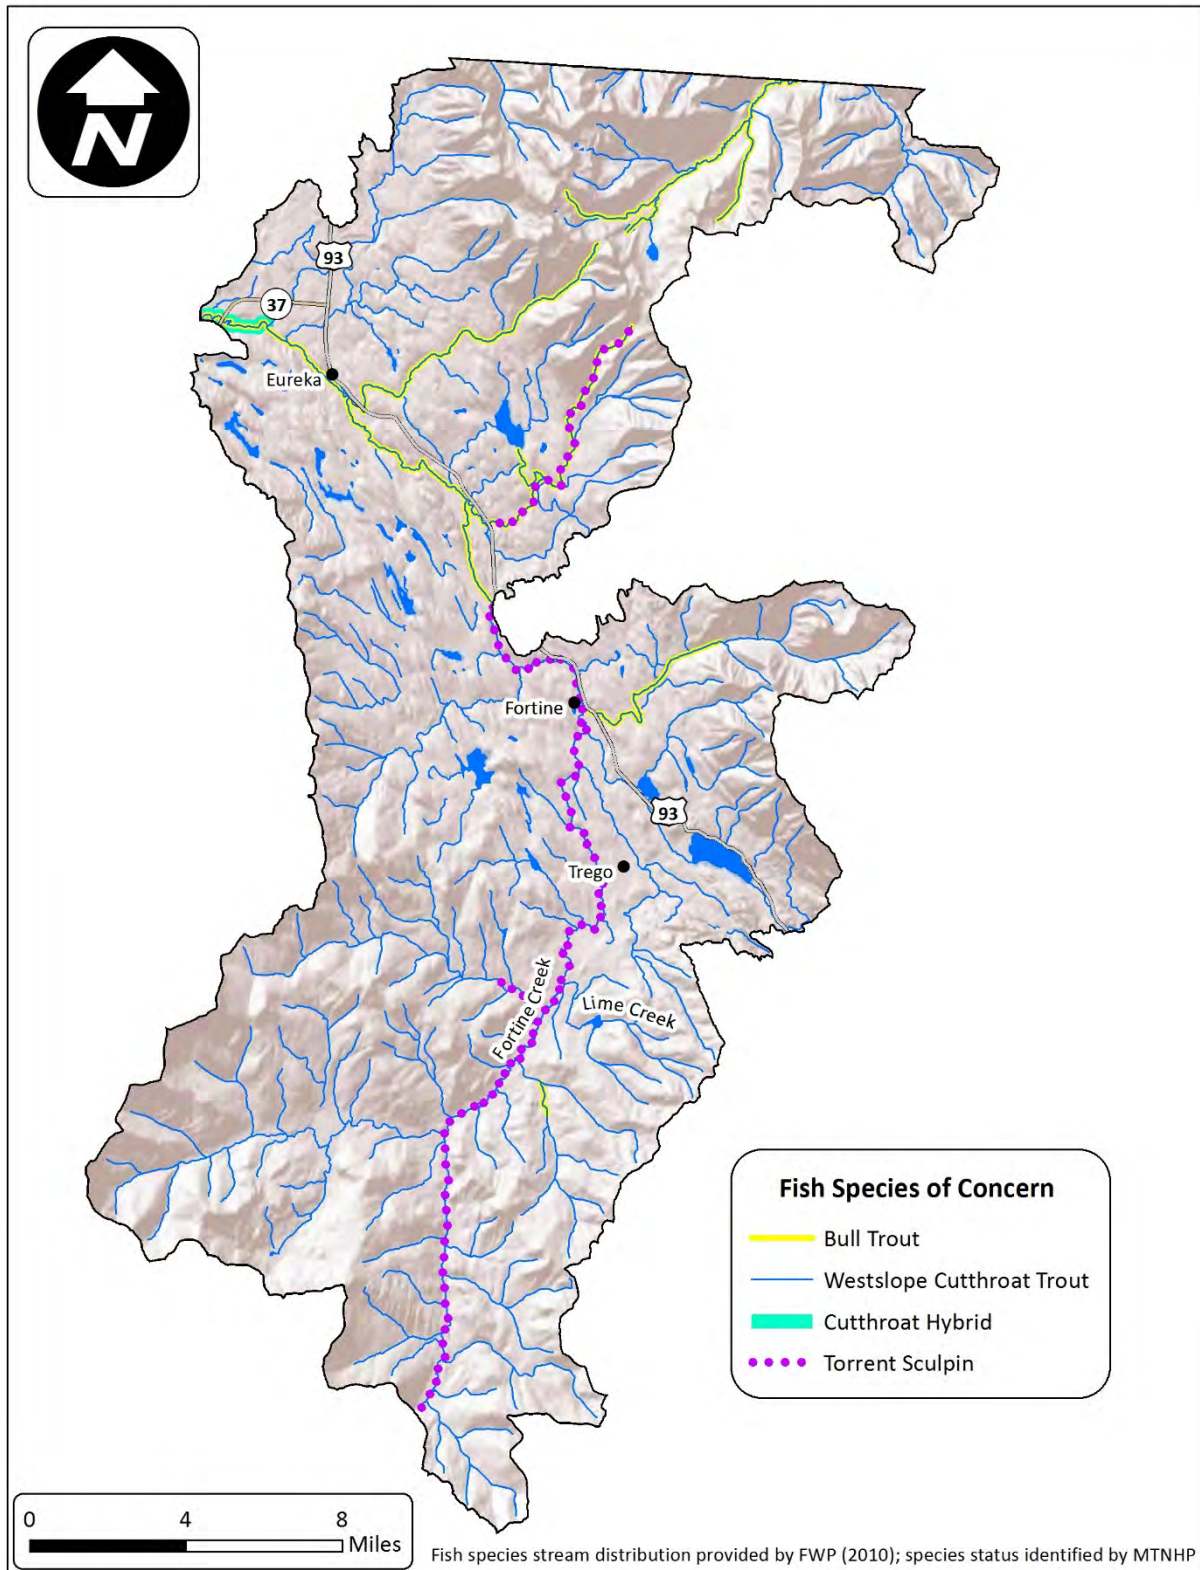 N
93
37
Eureka
Fortine
93
Trego
Fortine Creek
Lime Creek
Fish Species of Concern
Bull Trout
Westslope Cutthroat Trout
Cutthroat Hybrid
Torrent Sculpin
0 4 8
Miles
Fish species stream distribution provided by FWP (2010); species status identified by MTNHP